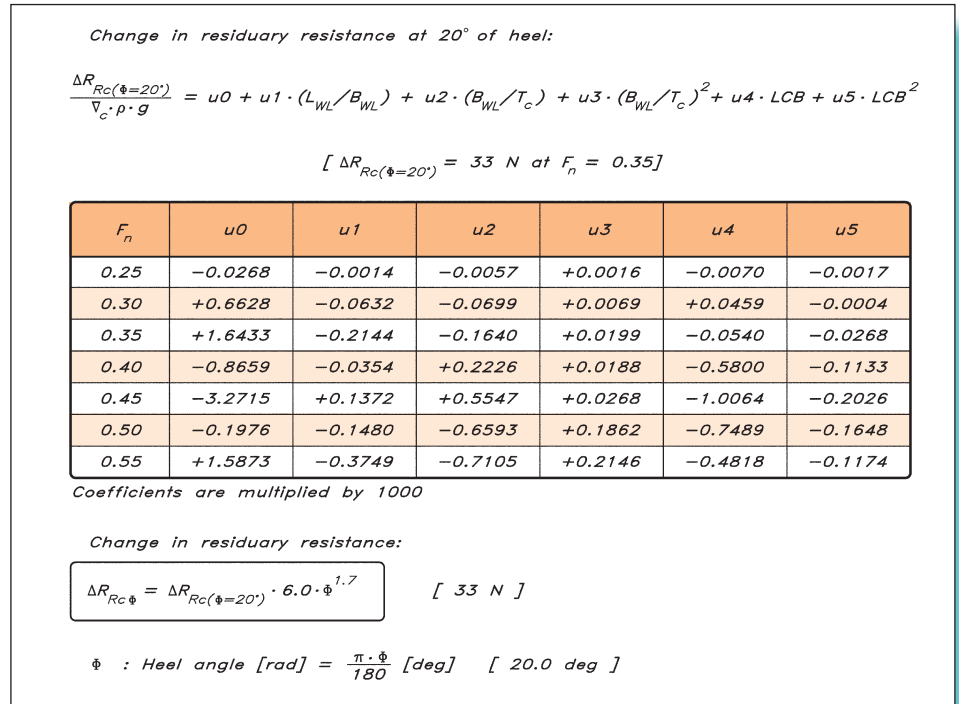 Change in residuary resistance at 20° of heel:
ΔR_Rc(Φ=20°) / ∇_c · ρ · g = u0 + u1 · (L_WL/B_WL) + u2 · (B_WL/T_c) + u3 · (B_WL/T_c)² + u4 · LCB + u5 · LCB²
[ ΔR_Rc(Φ=20°) = 33 N at F_n = 0.35]
F_n u0 u1 u2 u3 u4 u5
0.25 −0.0268 −0.0014 −0.0057 +0.0016 −0.0070 −0.0017
0.30 +0.6628 −0.0632 −0.0699 +0.0069 +0.0459 −0.0004
0.35 +1.6433 −0.2144 −0.1640 +0.0199 −0.0540 −0.0268
0.40 −0.8659 −0.0354 +0.2226 +0.0188 −0.5800 −0.1133
0.45 −3.2715 +0.1372 +0.5547 +0.0268 −1.0064 −0.2026
0.50 −0.1976 −0.1480 −0.6593 +0.1862 −0.7489 −0.1648
0.55 +1.5873 −0.3749 −0.7105 +0.2146 −0.4818 −0.1174
Coefficients are multiplied by 1000
Change in residuary resistance:
ΔR_RcΦ = ΔR_Rc(Φ=20°) · 6.0 · Φ^1.7 [ 33 N ]
Φ : Heel angle [rad] = π · Φ / 180 [deg] [ 20.0 deg ]